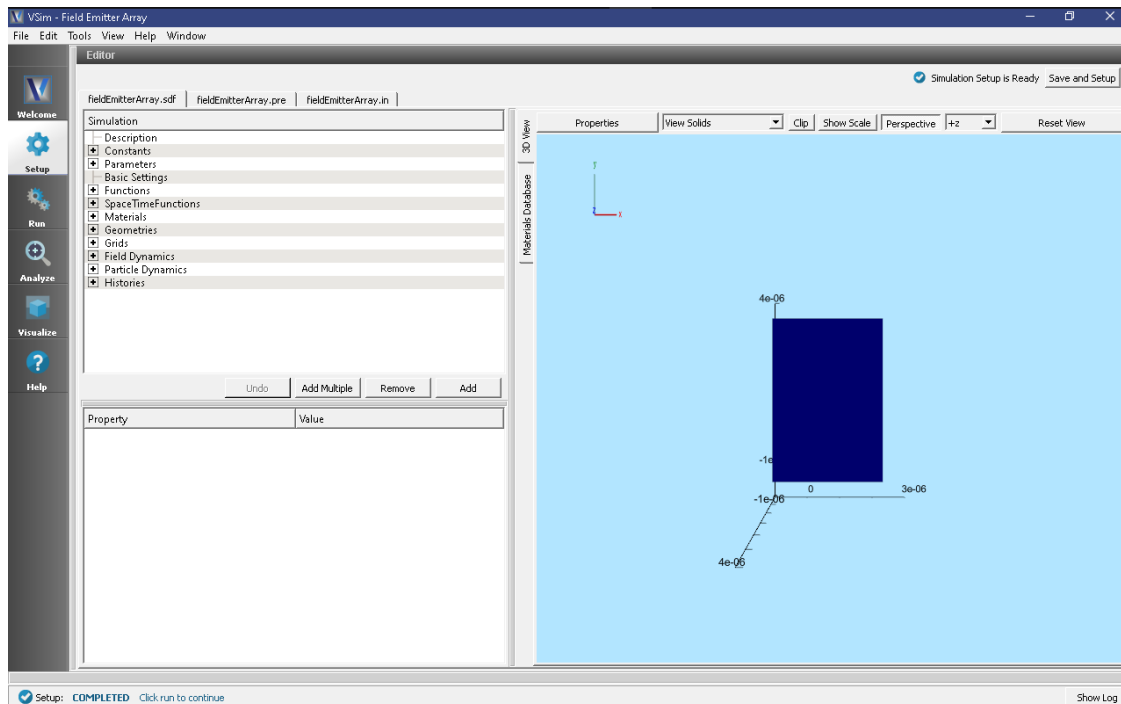 VSim - Field Emitter Array
File Edit Tools View Help Window
Editor
Simulation Setup is Ready Save and Setup
fieldEmitterArray.sdf fieldEmitterArray.pre fieldEmitterArray.in
Welcome
Setup
Run
Analyze
Visualize
Help
Simulation
Description
Constants
Parameters
Basic Settings
Functions
SpaceTimeFunctions
Materials
Geometries
Grids
Field Dynamics
Particle Dynamics
Histories
Undo Add Multiple Remove Add
Property Value
3D View
Materials Database
Properties View Solids Clip Show Scale Perspective +z Reset View
Y
z x
4e-06
-1e
0 3e-06
-1e-06
4e-06
Setup: COMPLETED Click run to continue Show Log